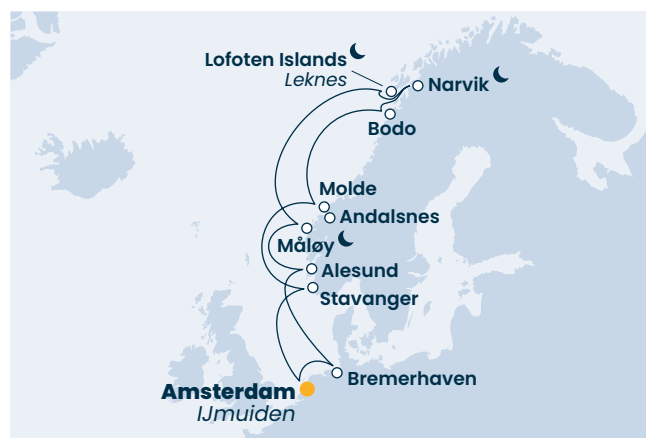 Lofoten Islands
Leknes
Narvik
Bodo
Molde
Andalsnes
Måløy
Alesund
Stavanger
Bremerhaven
Amsterdam
IJmuiden